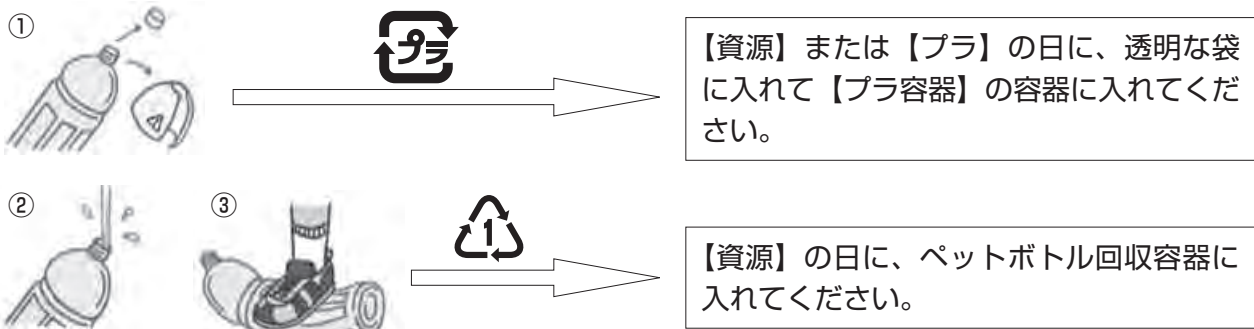 ①
プラ
【資源】または【プラ】の日に、透明な袋
に入れて【プラ容器】の容器に入れてくだ
さい。
②
③
1
【資源】の日に、ペットボトル回収容器に
入れてください。